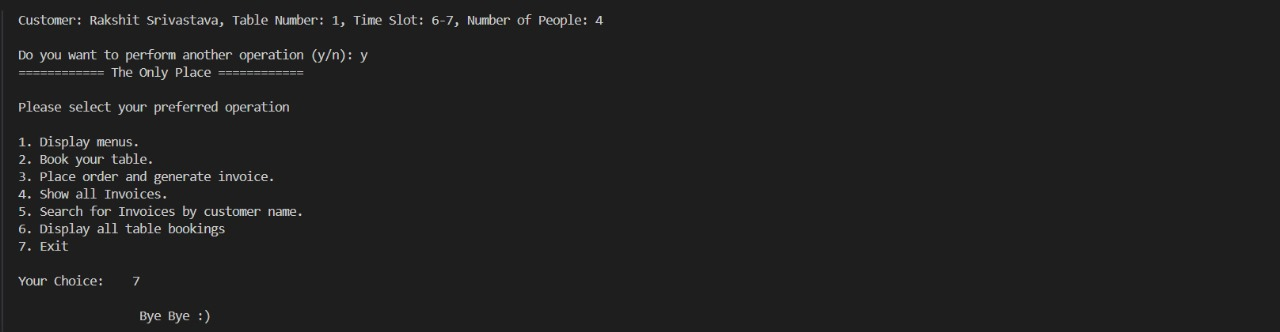 Customer: Rakshit Srivastava, Table Number: 1, Time Slot: 6-7, Number of People: 4
Do you want to perform another operation (y/n): y
============ The Only Place ============
Please select your preferred operation
1. Display menus.
2. Book your table.
3. Place order and generate invoice.
4. Show all Invoices.
5. Search for Invoices by customer name.
6. Display all table bookings
7. Exit
Your Choice:    7
Bye Bye :)